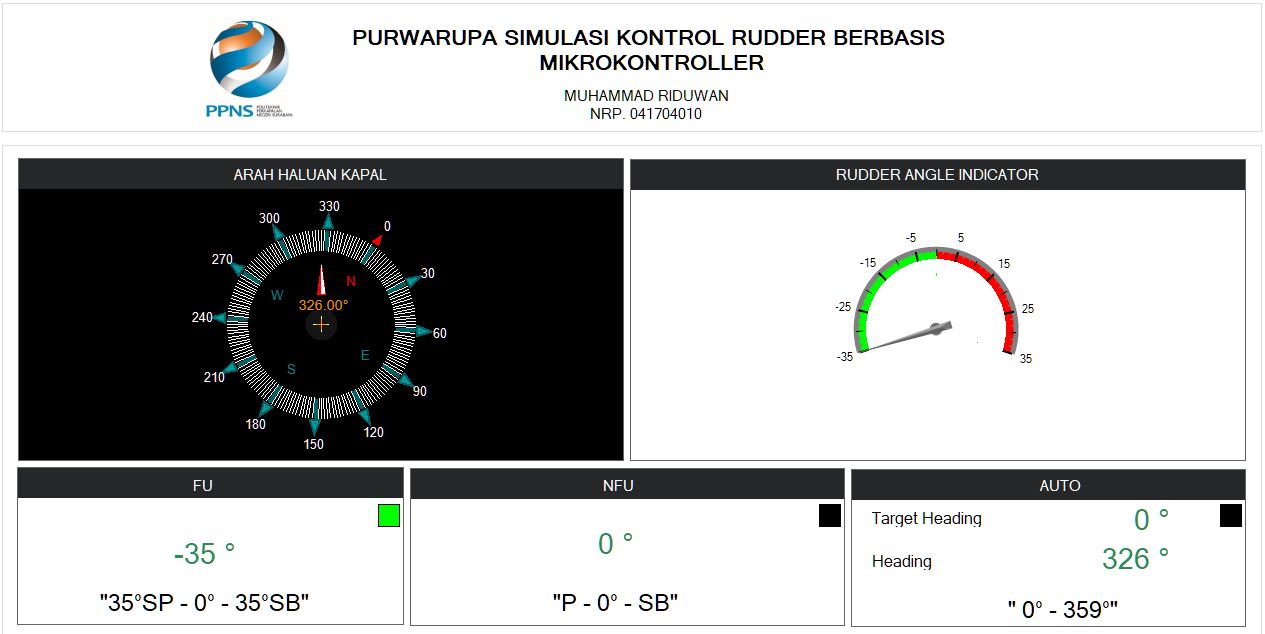 PURWARUPA SIMULASI KONTROL RUDDER BERBASIS
MIKROKONTROLLER
MUHAMMAD RIDUWAN
NRP. 041704010
PPNS
POLITEKNIK
PERKAPALAN
NEGERI SURABAYA
ARAH HALUAN KAPAL
330
0
300
30
270
N
W
326.00°
240
60
E
S
210
90
180
120
150
RUDDER ANGLE INDICATOR
-5
5
-15
15
-25
25
-35
35
FU
-35 °
"35°SP - 0° - 35°SB"
NFU
0 °
"P - 0° - SB"
AUTO
Target Heading 0 °
Heading 326 °
" 0° - 359°"